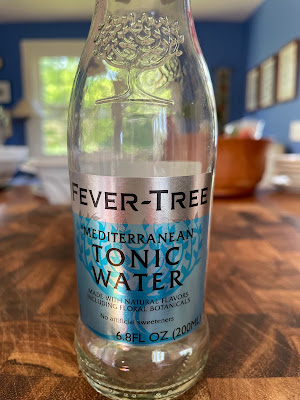 FEVER-TREE
MEDITERRANEAN
TONIC
WATER
MADE WITH NATURAL FLAVORS
INCLUDING FLORAL BOTANICALS
No artificial sweeteners
6.8FL OZ (200ML)